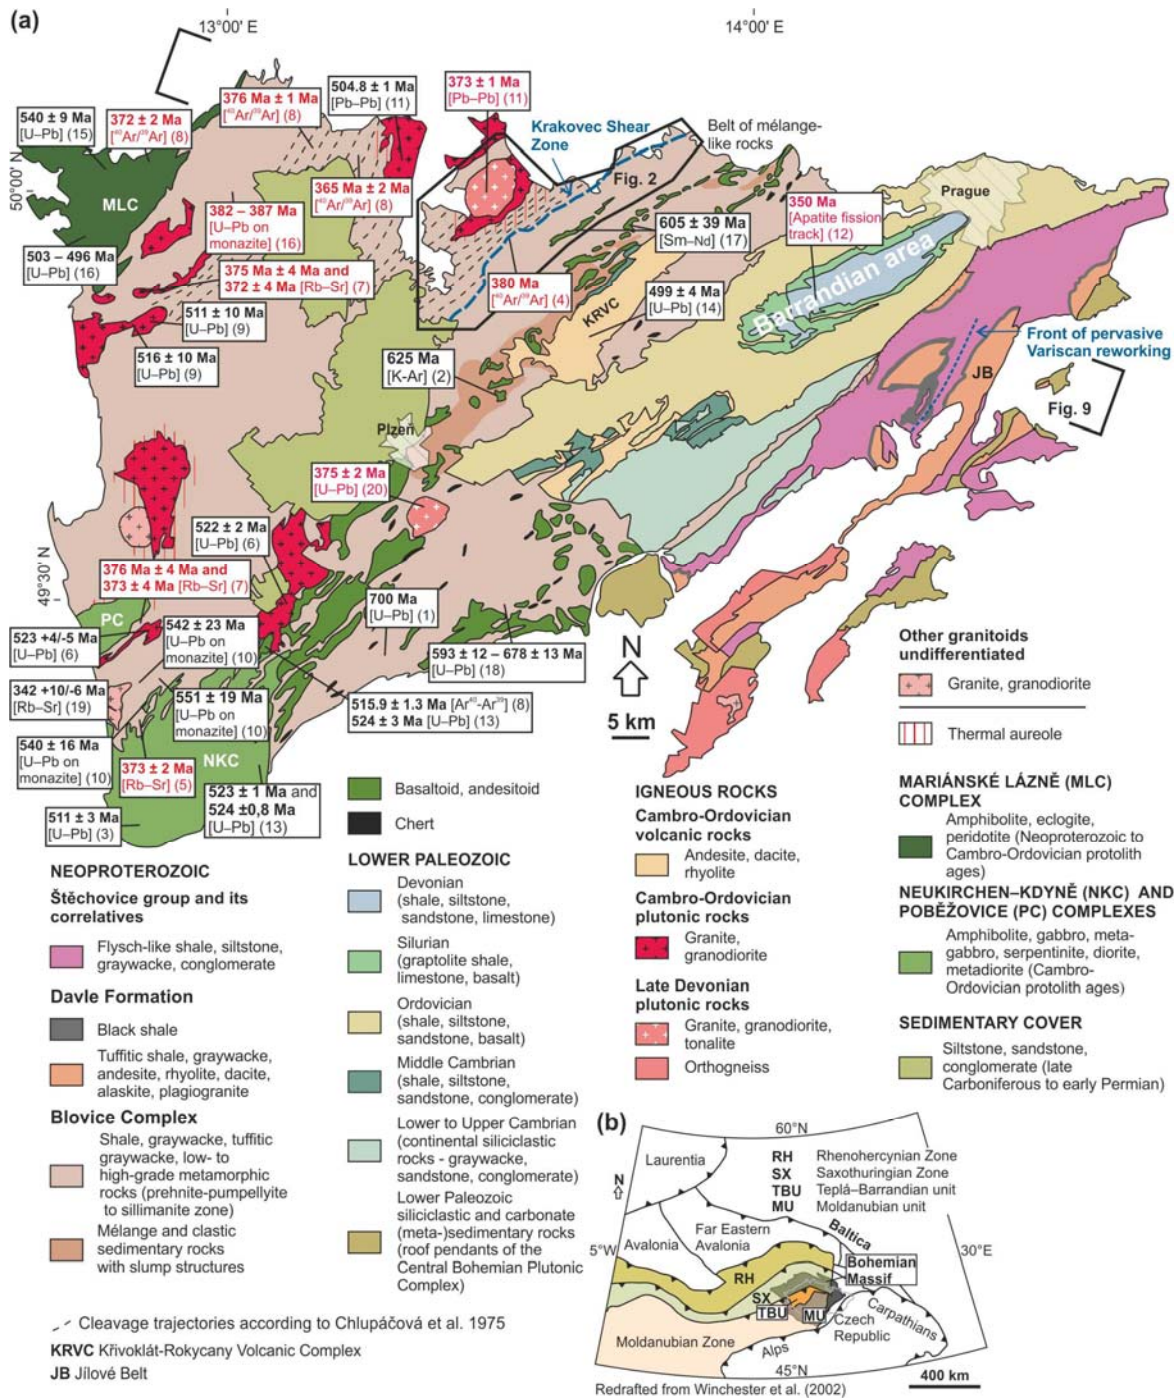 (a)
13°00' E
14°00' E
50°00' N
49°30' N
540 ± 9 Ma
[U–Pb] (15)
372 ± 2 Ma
[⁴⁰Ar/³⁹Ar] (8)
376 Ma ± 1 Ma
[⁴⁰Ar/³⁹Ar] (8)
504.8 ± 1 Ma
[Pb–Pb] (11)
373 ± 1 Ma
[Pb–Pb] (11)
Krakovec Shear
Zone
Belt of mélange-
like rocks
Fig. 2
Prague
MLC
365 Ma ± 2 Ma
[⁴⁰Ar/³⁹Ar] (8)
350 Ma
[Apatite fission
track] (12)
382 – 387 Ma
[U–Pb on
monazite] (16)
605 ± 39 Ma
[Sm–Nd] (17)
Barrandian area
503 – 496 Ma
[U–Pb] (16)
375 Ma ± 4 Ma and
372 ± 4 Ma [Rb–Sr] (7)
380 Ma
[⁴⁰Ar/³⁹Ar] (4)
499 ± 4 Ma
[U–Pb] (14)
KRVC
511 ± 10 Ma
[U–Pb] (9)
516 ± 10 Ma
[U–Pb] (9)
625 Ma
[K-Ar] (2)
Front of pervasive
Variscan reworking
JB
Fig. 9
Plzeň
375 ± 2 Ma
[U–Pb] (20)
522 ± 2 Ma
[U–Pb] (6)
376 Ma ± 4 Ma and
373 ± 4 Ma [Rb–Sr] (7)
700 Ma
[U–Pb] (1)
PC
523 +4/-5 Ma
[U–Pb] (6)
542 ± 23 Ma
[U–Pb on
monazite] (10)
593 ± 12 – 678 ± 13 Ma
[U–Pb] (18)
342 +10/-6 Ma
[Rb–Sr] (19)
551 ± 19 Ma
[U–Pb on
monazite] (10)
515.9 ± 1.3 Ma [Ar⁴⁰-Ar³⁹] (8)
524 ± 3 Ma [U–Pb] (13)
540 ± 16 Ma
[U–Pb on
monazite] (10)
373 ± 2 Ma
[Rb–Sr] (5)
NKC
523 ± 1 Ma and
524 ±0,8 Ma
[U–Pb] (13)
511 ± 3 Ma
[U–Pb] (3)
N
5 km
NEOPROTEROZOIC
Štěchovice group and its
correlatives
Flysch-like shale, siltstone,
graywacke, conglomerate
Davle Formation
Black shale
Tuffitic shale, graywacke,
andesite, rhyolite, dacite,
alaskite, plagiogranite
Blovice Complex
Shale, graywacke, tuffitic
graywacke, low- to
high-grade metamorphic
rocks (prehnite-pumpellyite
to sillimanite zone)
Mélange and clastic
sedimentary rocks
with slump structures
Cleavage trajectories according to Chlupáčová et al. 1975
KRVC Křivoklát-Rokycany Volcanic Complex
JB Jílové Belt
Basaltoid, andesitoid
Chert
LOWER PALEOZOIC
Devonian
(shale, siltstone,
sandstone, limestone)
Silurian
(graptolite shale,
limestone, basalt)
Ordovician
(shale, siltstone,
sandstone, basalt)
Middle Cambrian
(shale, siltstone,
sandstone, conglomerate)
Lower to Upper Cambrian
(continental siliciclastic
rocks - graywacke,
sandstone, conglomerate)
Lower Paleozoic
siliciclastic and carbonate
(meta-)sedimentary rocks
(roof pendants of the
Central Bohemian Plutonic
Complex)
IGNEOUS ROCKS
Cambro-Ordovician
volcanic rocks
Andesite, dacite,
rhyolite
Cambro-Ordovician
plutonic rocks
Granite,
granodiorite
Late Devonian
plutonic rocks
Granite, granodiorite,
tonalite
Orthogneiss
Other granitoids
undifferentiated
Granite, granodiorite
Thermal aureole
MARIÁNSKÉ LÁZNĚ (MLC)
COMPLEX
Amphibolite, eclogite,
peridotite (Neoproterozoic to
Cambro-Ordovician protolith
ages)
NEUKIRCHEN–KDYNĚ (NKC) AND
POBĚŽOVICE (PC) COMPLEXES
Amphibolite, gabbro, meta-
gabbro, serpentinite, diorite,
metadiorite (Cambro-
Ordovician protolith ages)
SEDIMENTARY COVER
Siltstone, sandstone,
conglomerate (late
Carboniferous to early Permian)
(b)
60°N
RH Rhenohercynian Zone
SX Saxothuringian Zone
TBU Teplá–Barrandian unit
MU Moldanubian unit
Laurentia
N
Far Eastern
Avalonia
Avalonia
Baltica
5°W
30°E
Bohemian
Massif
RH
SX
TBU
MU
Czech
Republic
Carpathians
Moldanubian Zone
Alps
45°N
400 km
Redrafted from Winchester et al. (2002)